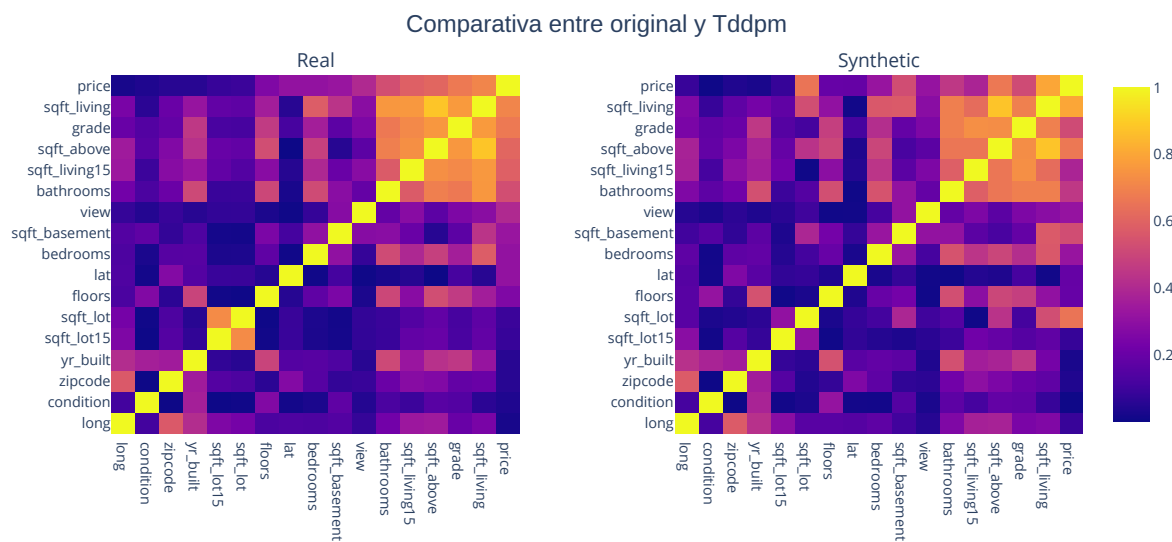 Comparativa entre original y Tddpm
Real
Synthetic
price
sqft_living
grade
sqft_above
sqft_living15
bathrooms
view
sqft_basement
bedrooms
lat
floors
sqft_lot
sqft_lot15
yr_built
zipcode
condition
long
long
condition
zipcode
yr_built
sqft_lot15
sqft_lot
floors
lat
bedrooms
sqft_basement
view
bathrooms
sqft_living15
sqft_above
grade
sqft_living
price
price
sqft_living
grade
sqft_above
sqft_living15
bathrooms
view
sqft_basement
bedrooms
lat
floors
sqft_lot
sqft_lot15
yr_built
zipcode
condition
long
long
condition
zipcode
yr_built
sqft_lot15
sqft_lot
floors
lat
bedrooms
sqft_basement
view
bathrooms
sqft_living15
sqft_above
grade
sqft_living
price
1
0.8
0.6
0.4
0.2